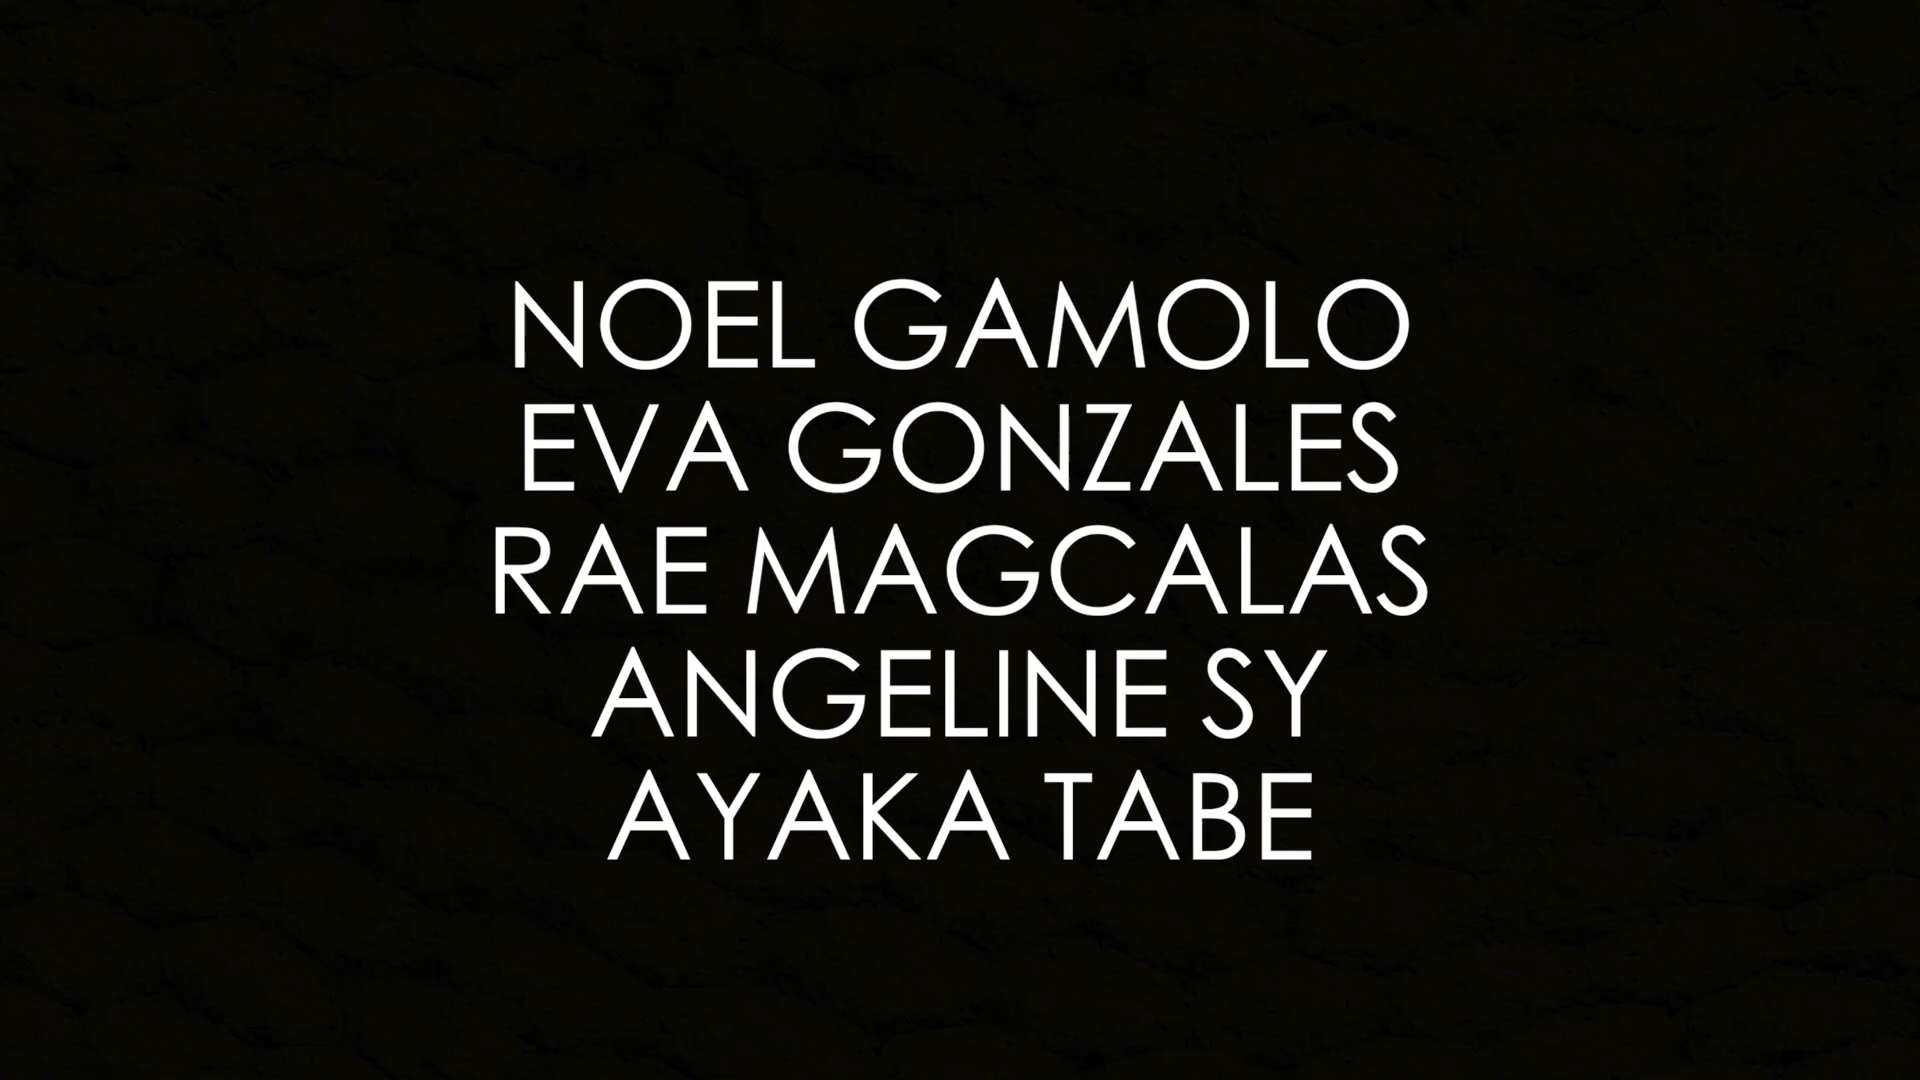 NOEL GAMOLO
EVA GONZALES
RAE MAGCALAS
ANGELINE SY
AYAKA TABE